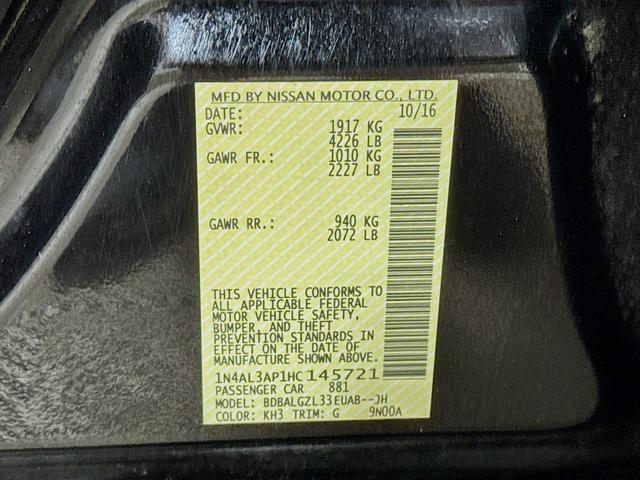 MFD BY NISSAN MOTOR CO., LTD.
DATE: 10/16
GVWR: 1917 KG
4226 LB
GAWR FR.: 1010 KG
2227 LB
GAWR RR.: 940 KG
2072 LB
THIS VEHICLE CONFORMS TO
ALL APPLICABLE FEDERAL
MOTOR VEHICLE SAFETY,
BUMPER, AND THEFT
PREVENTION STANDARDS IN
EFFECT ON THE DATE OF
MANUFACTURE SHOWN ABOVE.
1N4AL3AP1HC145721
PASSENGER CAR 881
MODEL: BDBALGZL33EUAB--JH
COLOR: KH3 TRIM: G 9N00A